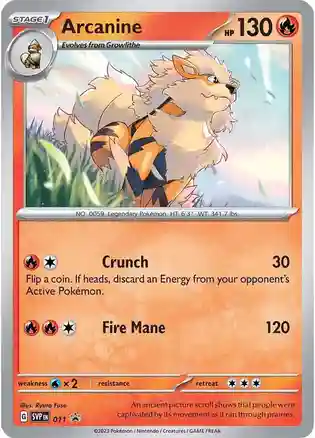 STAGE 1
Arcanine
HP 130
Evolves from Growlithe
NO. 0059 Legendary Pokémon HT: 6'3" WT: 341.7 lbs.
Crunch 30
Flip a coin. If heads, discard an Energy from your opponent's
Active Pokémon.
Fire Mane 120
weakness ×2 resistance retreat
Illus. Ryota Fuse
G SVP EN 011
An ancient picture scroll shows that people were
captivated by its movement as it ran through prairies.
©2023 Pokémon / Nintendo / Creatures / GAME FREAK